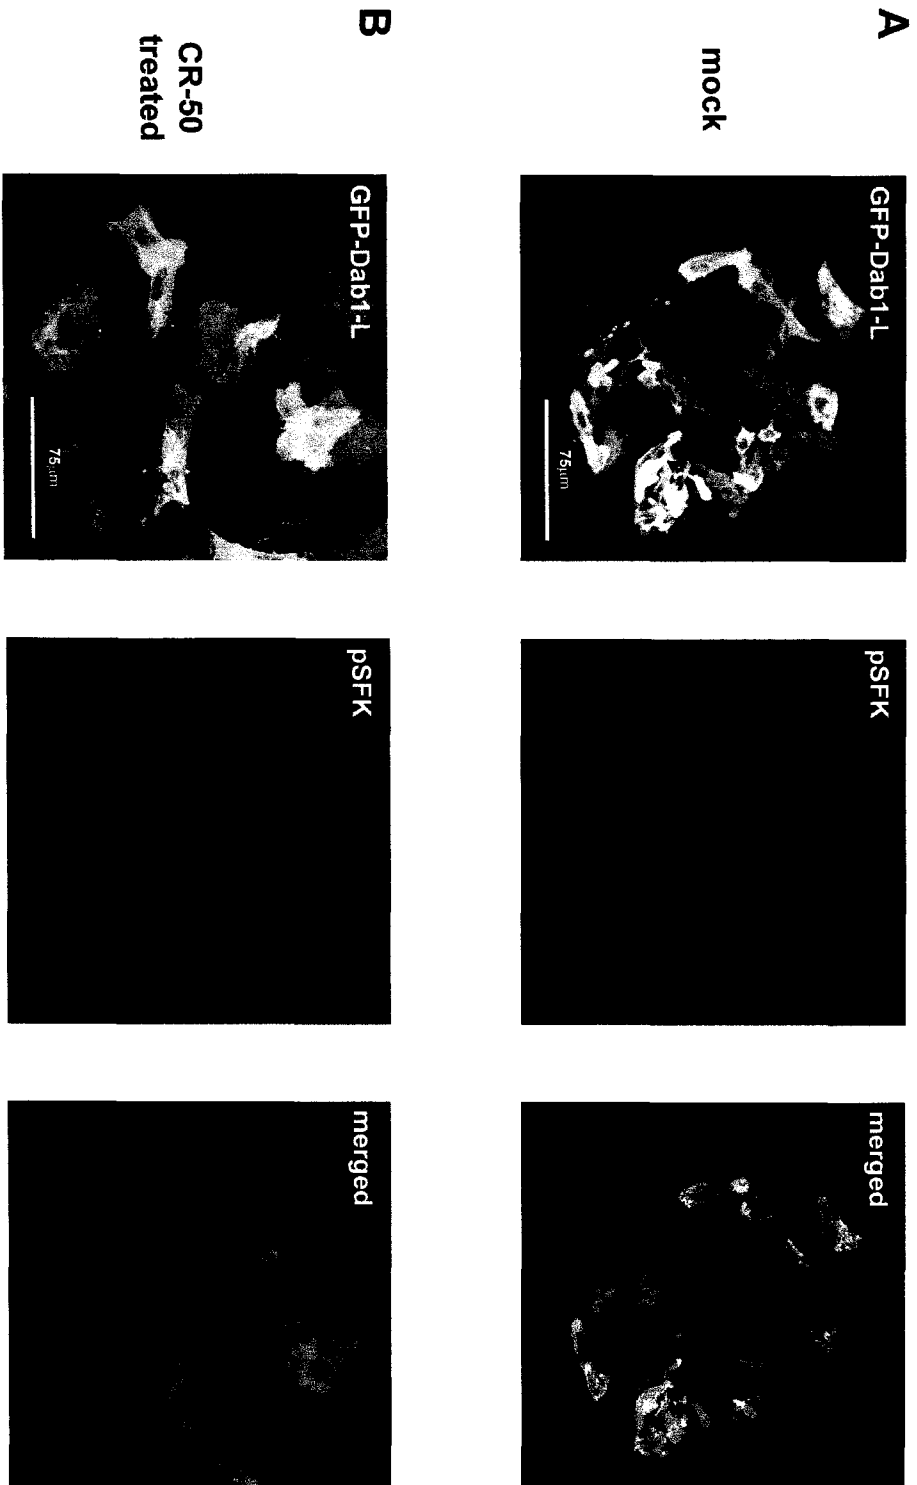 A
mock
GFP-Dab1-L
75μm
pSFK
merged
B
CR-50
treated
GFP-Dab1-L
75μm
pSFK
merged